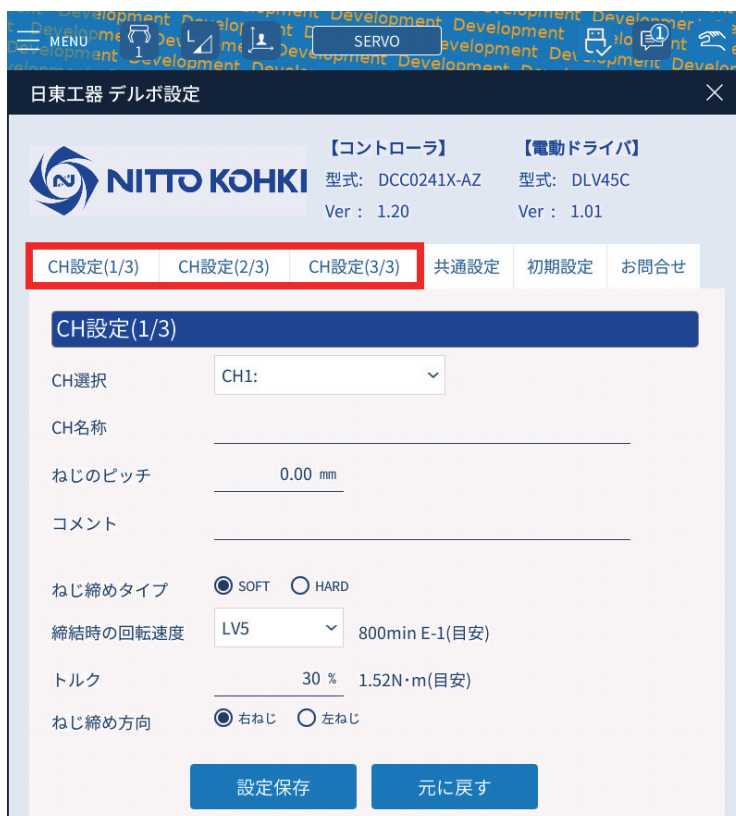 MENU
1
L
SERVO
1
日東工器 デルボ設定
NITTO KOHKI
【コントローラ】
型式: DCC0241X-AZ
Ver : 1.20
【電動ドライバ】
型式: DLV45C
Ver : 1.01
CH設定(1/3) CH設定(2/3) CH設定(3/3) 共通設定 初期設定 お問合せ
CH設定(1/3)
CH選択 CH1:
CH名称
ねじのピッチ 0.00 mm
コメント
ねじ締めタイプ SOFT HARD
締結時の回転速度 LV5 800min E-1(目安)
トルク 30 % 1.52N・m(目安)
ねじ締め方向 右ねじ 左ねじ
設定保存 元に戻す